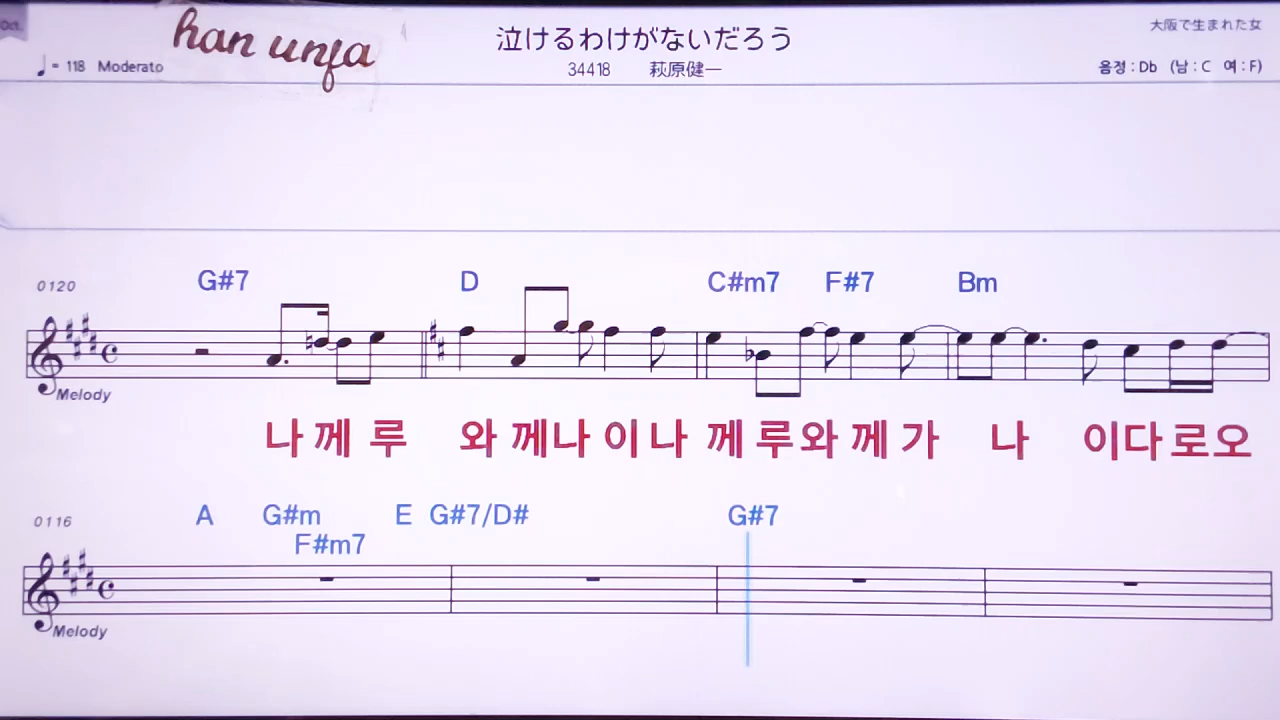 Oct.
han unfa
泣けるわけがないだろう
大阪で生まれた女
♩= 118 Moderato
34418 萩原健一
음정 : Db (남 : C 여 : F)
0120 G#7 D C#m7 F#7 Bm
Melody
나 께 루 와 께나 이 나 께 루와 께 가 나 이다로오
0116 A G#m E G#7/D# G#7
F#m7
Melody